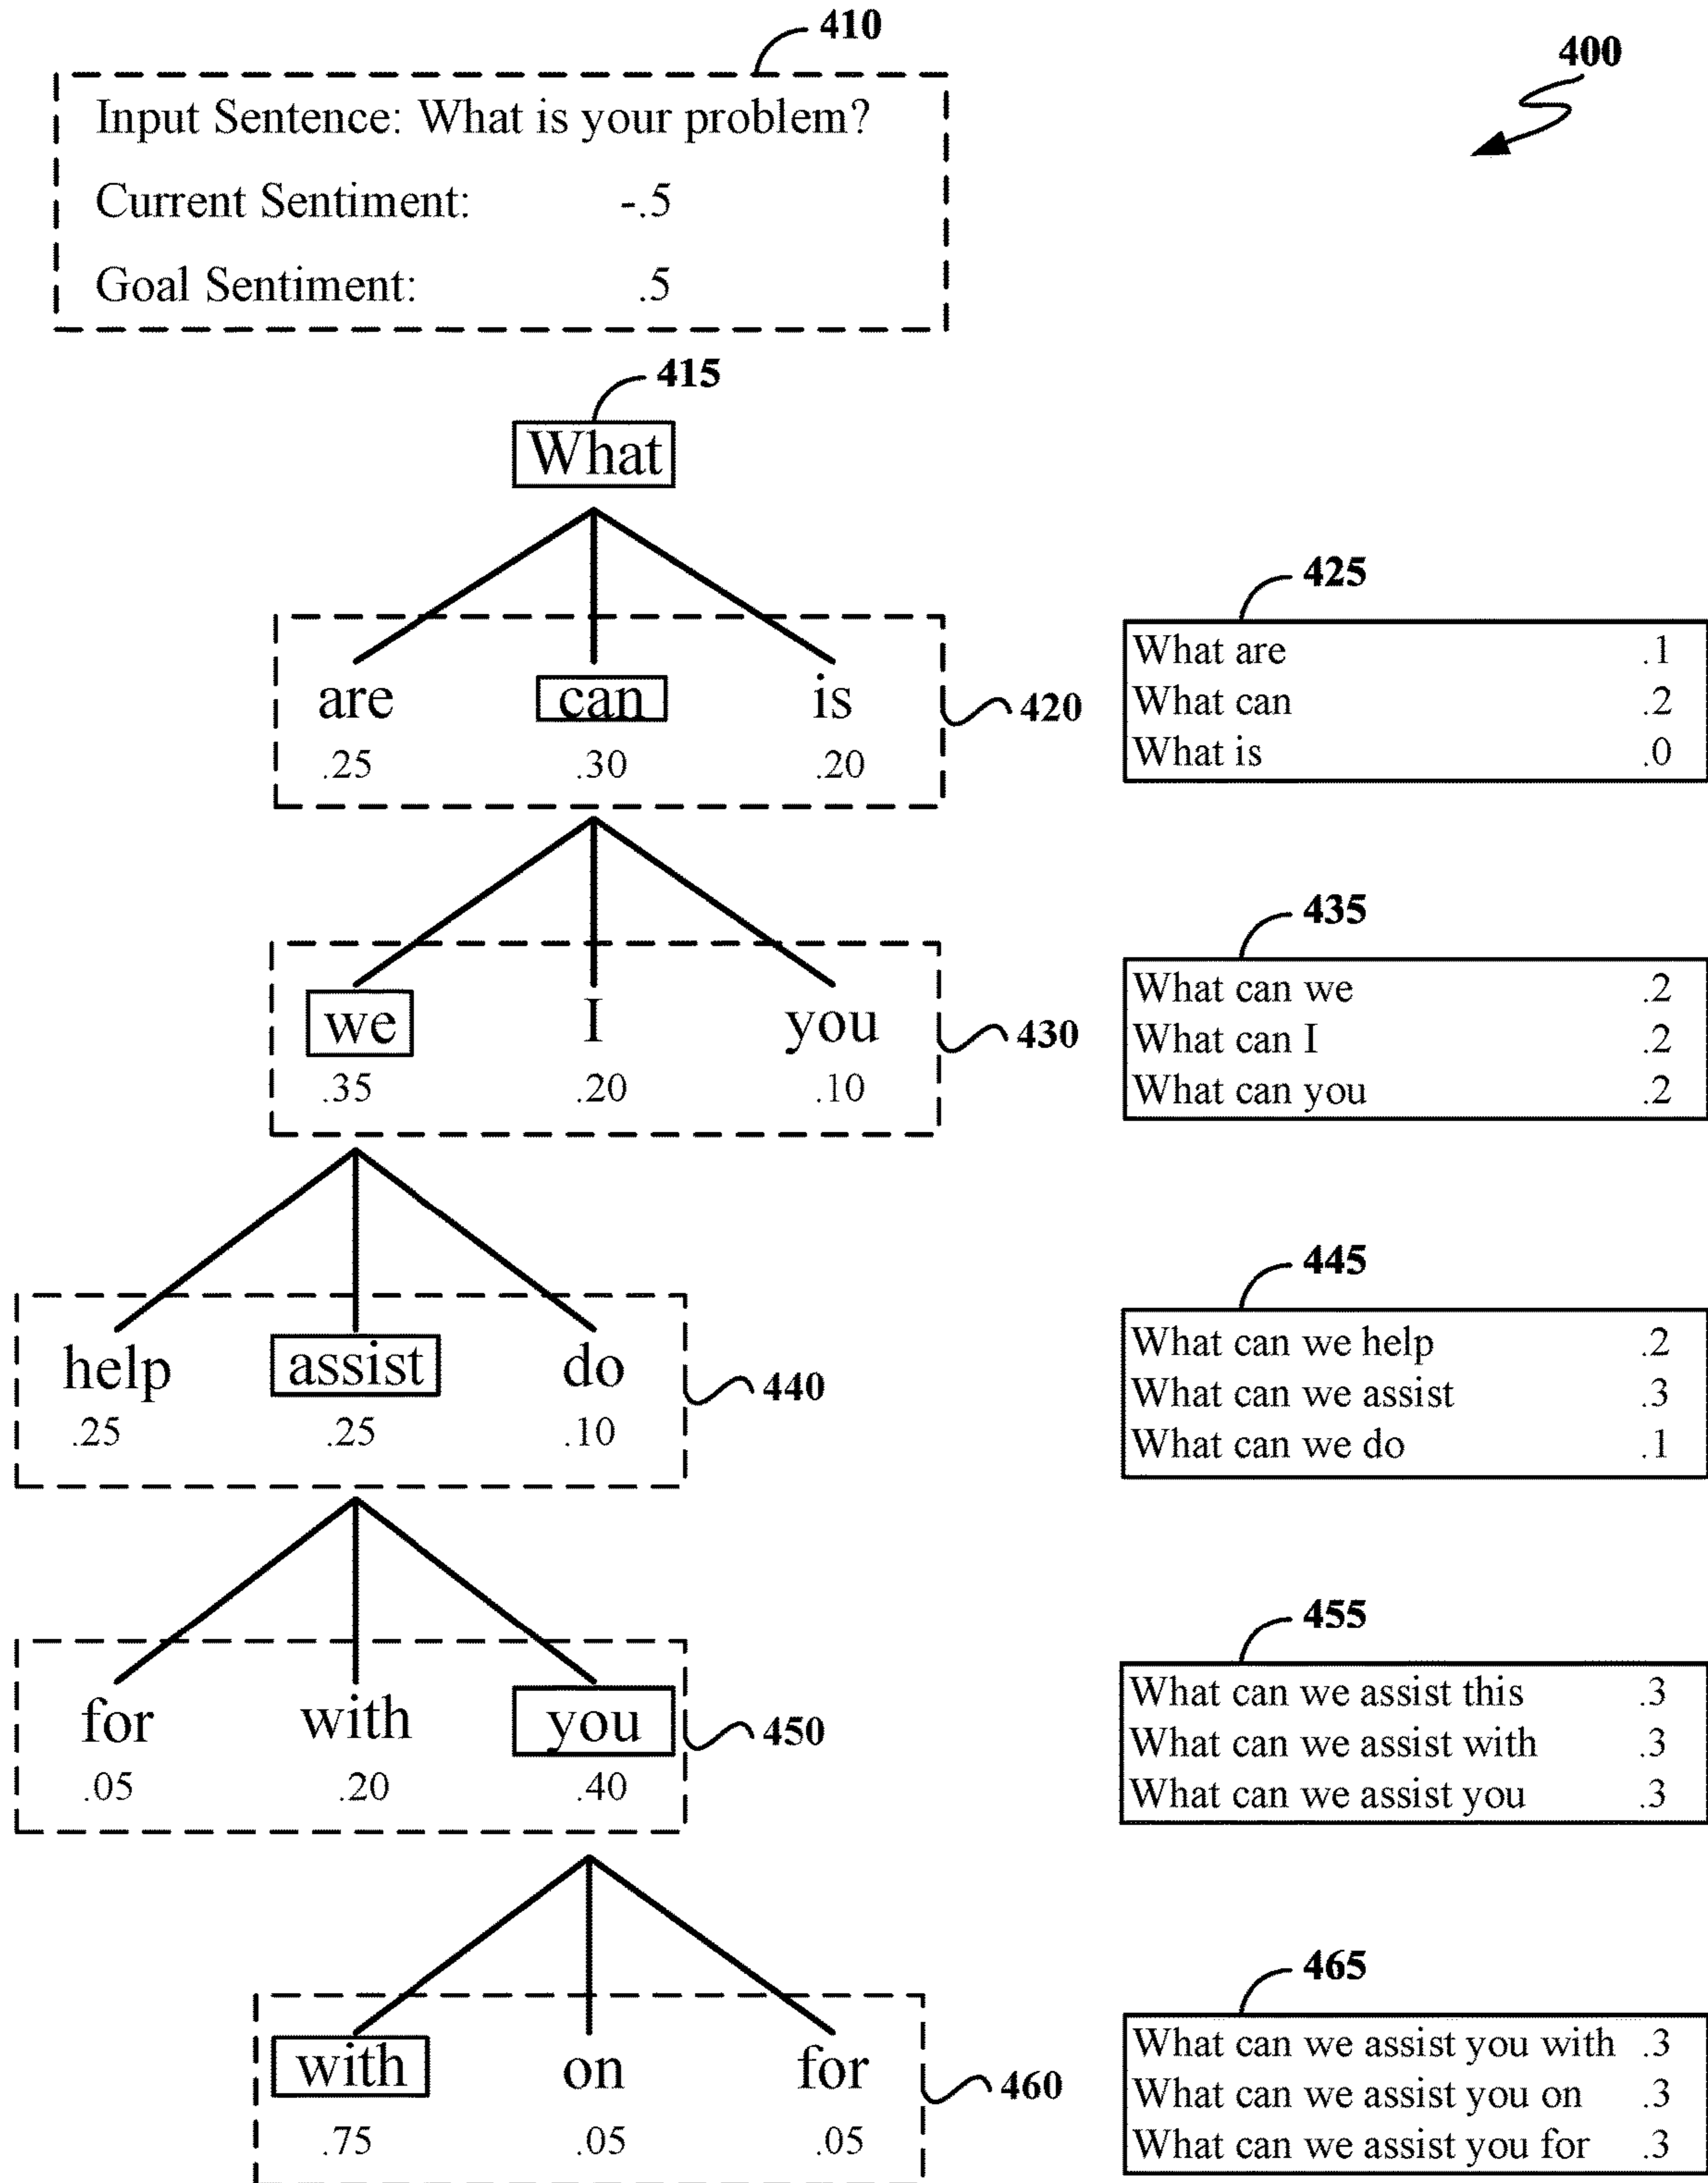 410
400
Input Sentence: What is your problem?
Current Sentiment: -.5
Goal Sentiment: .5
415
What
425
are can is
.25 .30 .20
420
What are .1
What can .2
What is .0
435
we I you
.35 .20 .10
430
What can we .2
What can I .2
What can you .2
445
help assist do
.25 .25 .10
440
What can we help .2
What can we assist .3
What can we do .1
455
for with you
.05 .20 .40
450
What can we assist this .3
What can we assist with .3
What can we assist you .3
465
with on for
.75 .05 .05
460
What can we assist you with .3
What can we assist you on .3
What can we assist you for .3